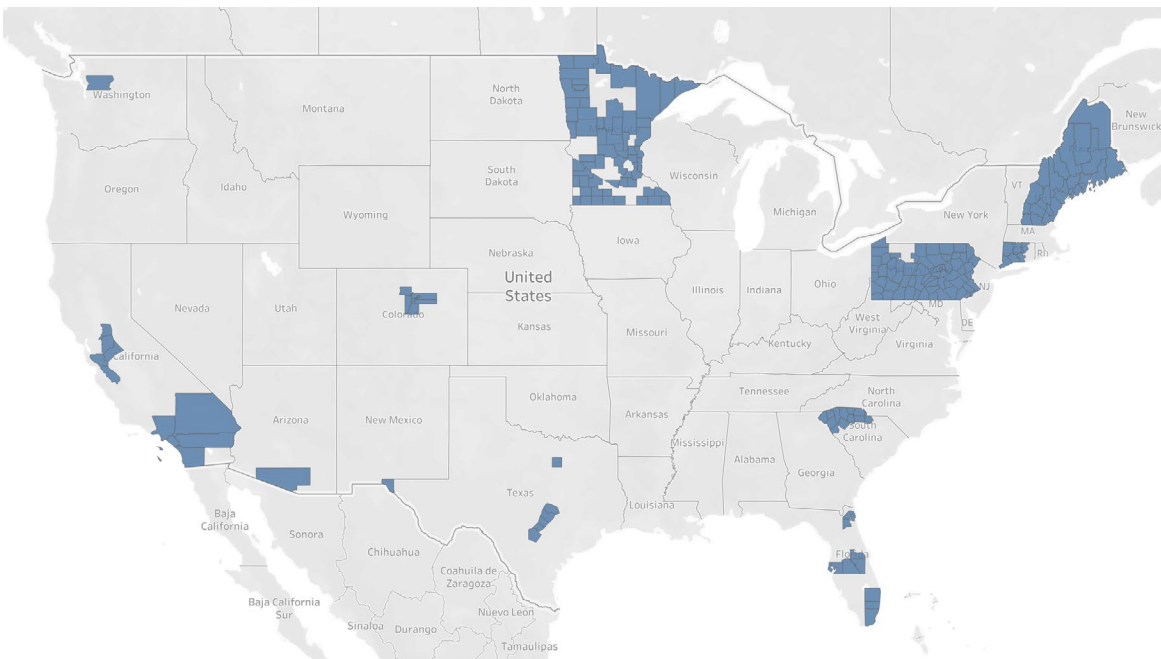 Washington
Montana
North
Dakota
New
Brunswick
Oregon
Idaho
South
Dakota
Wisconsin
Michigan
VT
New York
MA
RI
Wyoming
Iowa
Nebraska
United
States
Nevada
Utah
Colorado
Kansas
Illinois
Indiana
Ohio
NJ
MD
DE
West
Virginia
Virginia
California
Missouri
Kentucky
Arizona
New Mexico
Oklahoma
Arkansas
Tennessee
North
Carolina
South
Carolina
Mississippi
Alabama
Georgia
Texas
Louisiana
Florida
Baja
California
Sonora
Chihuahua
Coahuila de
Zaragoza
Baja California
Sur
Sinaloa
Durango
Nuevo León
Tamaulipas